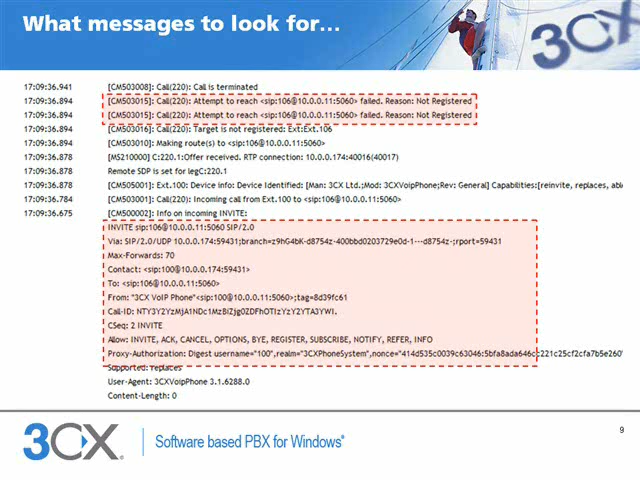 What messages to look for...
3CX
17:09:36.941 [CM503008]: Call(220): Call is terminated
17:09:36.894 [CM503015]: Call(220): Attempt to reach <sip:106@10.0.0.11:5060> failed. Reason: Not Registered
17:09:36.894 [CM503015]: Call(220): Attempt to reach <sip:106@10.0.0.11:5060> failed. Reason: Not Registered
17:09:36.894 [CM503016]: Call(220): Target is not registered: Ext:Ext.106
17:09:36.894 [CM503010]: Making route(s) to <sip:106@10.0.0.11:5060>
17:09:36.878 [MS210000] C:220.1:Offer received. RTP connection: 10.0.0.174:40016(40017)
17:09:36.878 Remote SDP is set for legC:220.1
17:09:36.878 [CM505001]: Ext.100: Device info: Device Identified: [Man: 3CX Ltd.;Mod: 3CXVoipPhone;Rev: General] Capabilities:[reinvite, replaces, able
17:09:36.784 [CM503001]: Call(220): Incoming call from Ext.100 to <sip:106@10.0.0.11:5060>
17:09:36.675 [CM500002]: Info on incoming INVITE:
INVITE sip:106@10.0.0.11:5060 SIP/2.0
Via: SIP/2.0/UDP 10.0.0.174:59431;branch=z9hG4bK-d8754z-400bbd0203729e0d-1---d8754z-;rport=59431
Max-Forwards: 70
Contact: <sip:100@10.0.0.174:59431>
To: <sip:106@10.0.0.11:5060>
From: "3CX VoIP Phone"<sip:100@10.0.0.11:5060>;tag=8d39fc61
Call-ID:
CSeq: 2 INVITE
Allow: INVITE, ACK, CANCEL, OPTIONS, BYE, REGISTER, SUBSCRIBE, NOTIFY, REFER, INFO
Proxy-Authorization: Digest username="100",realm="3CXPhoneSystem",
Supported: replaces
User-Agent: 3CXVoipPhone 3.1.6288.0
Content-Length: 0
3CX
Software based PBX for Windows®
9